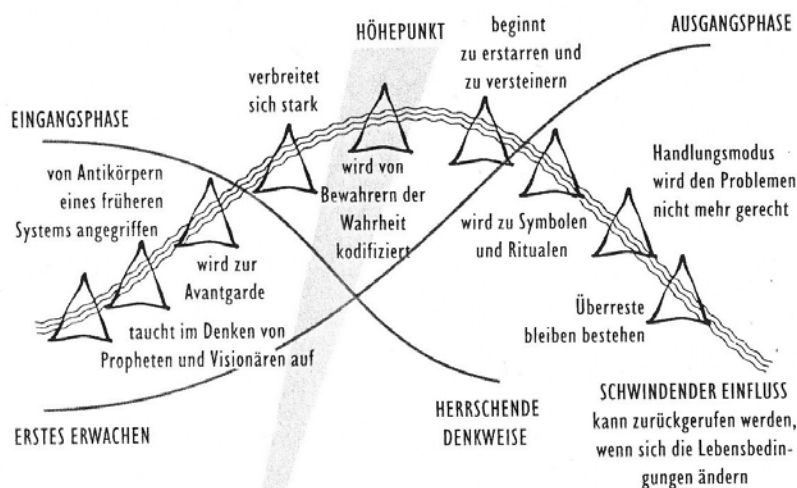 HÖHEPUNKT
beginnt
zu erstarren und
zu versteinern
AUSGANGSPHASE
verbreitet
sich stark
EINGANGSPHASE
von Antikörpern
eines früheren
Systems angegriffen
wird von
Bewahrern der
Wahrheit
kodifiziert
Handlungsmodus
wird den Problemen
nicht mehr gerecht
wird zu Symbolen
und Ritualen
wird zur
Avantgarde
taucht im Denken von
Propheten und Visionären auf
Überreste
bleiben bestehen
ERSTES ERWACHEN
HERRSCHENDE
DENKWEISE
SCHWINDENDER EINFLUSS
kann zurückgerufen werden,
wenn sich die Lebensbedin-
gungen ändern